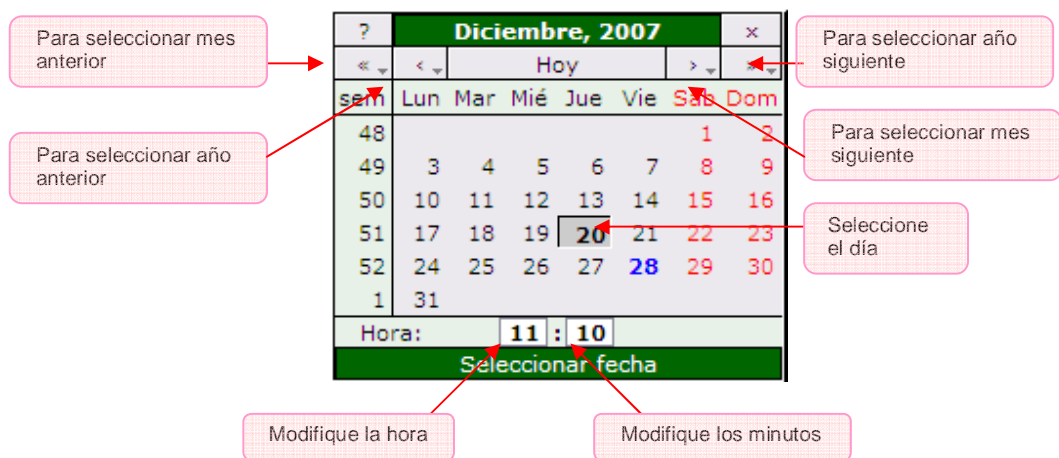 Para seleccionar mes
anterior
Para seleccionar año
anterior
? Diciembre, 2007 ×
« ‹ Hoy › »
sem Lun Mar Mié Jue Vie Sáb Dom
48 1 2
49 3 4 5 6 7 8 9
50 10 11 12 13 14 15 16
51 17 18 19 20 21 22 23
52 24 25 26 27 28 29 30
1 31
Hora: 11 : 10
Seleccionar fecha
Para seleccionar año
siguiente
Para seleccionar mes
siguiente
Seleccione
el día
Modifique la hora
Modifique los minutos